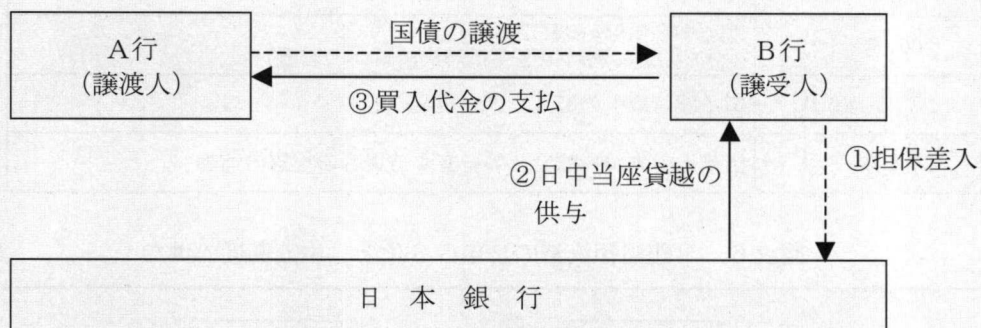 A行
(譲渡人)
国債の譲渡
③買入代金の支払
B行
(譲受人)
②日中当座貸越の
供与
①担保差入
日本銀行